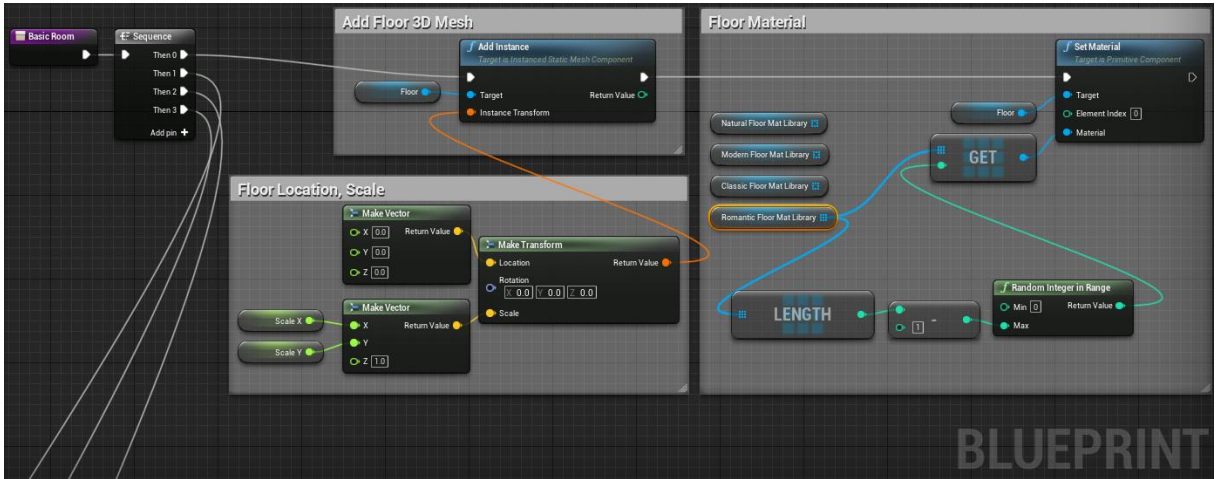 Basic Room
Sequence
Then 0
Then 1
Then 2
Then 3
Add pin +
Add Floor 3D Mesh
Add Instance
Target is Instanced Static Mesh Component
Floor
Target
Return Value
Instance Transform
Floor Location, Scale
Make Vector
X 0.0
Return Value
Y 0.0
Z 0.0
Make Vector
Scale X
X
Return Value
Scale Y
Y
Z 1.0
Make Transform
Location
Return Value
Rotation
X 0.0 Y 0.0 Z 0.0
Scale
Floor Material
Natural Floor Mat Library
Modern Floor Mat Library
Classic Floor Mat Library
Romantic Floor Mat Library
LENGTH
1
-
Random Integer in Range
Min 0
Return Value
Max
GET
Floor
Set Material
Target is Primitive Component
Target
Element Index 0
Material
BLUEPRINT